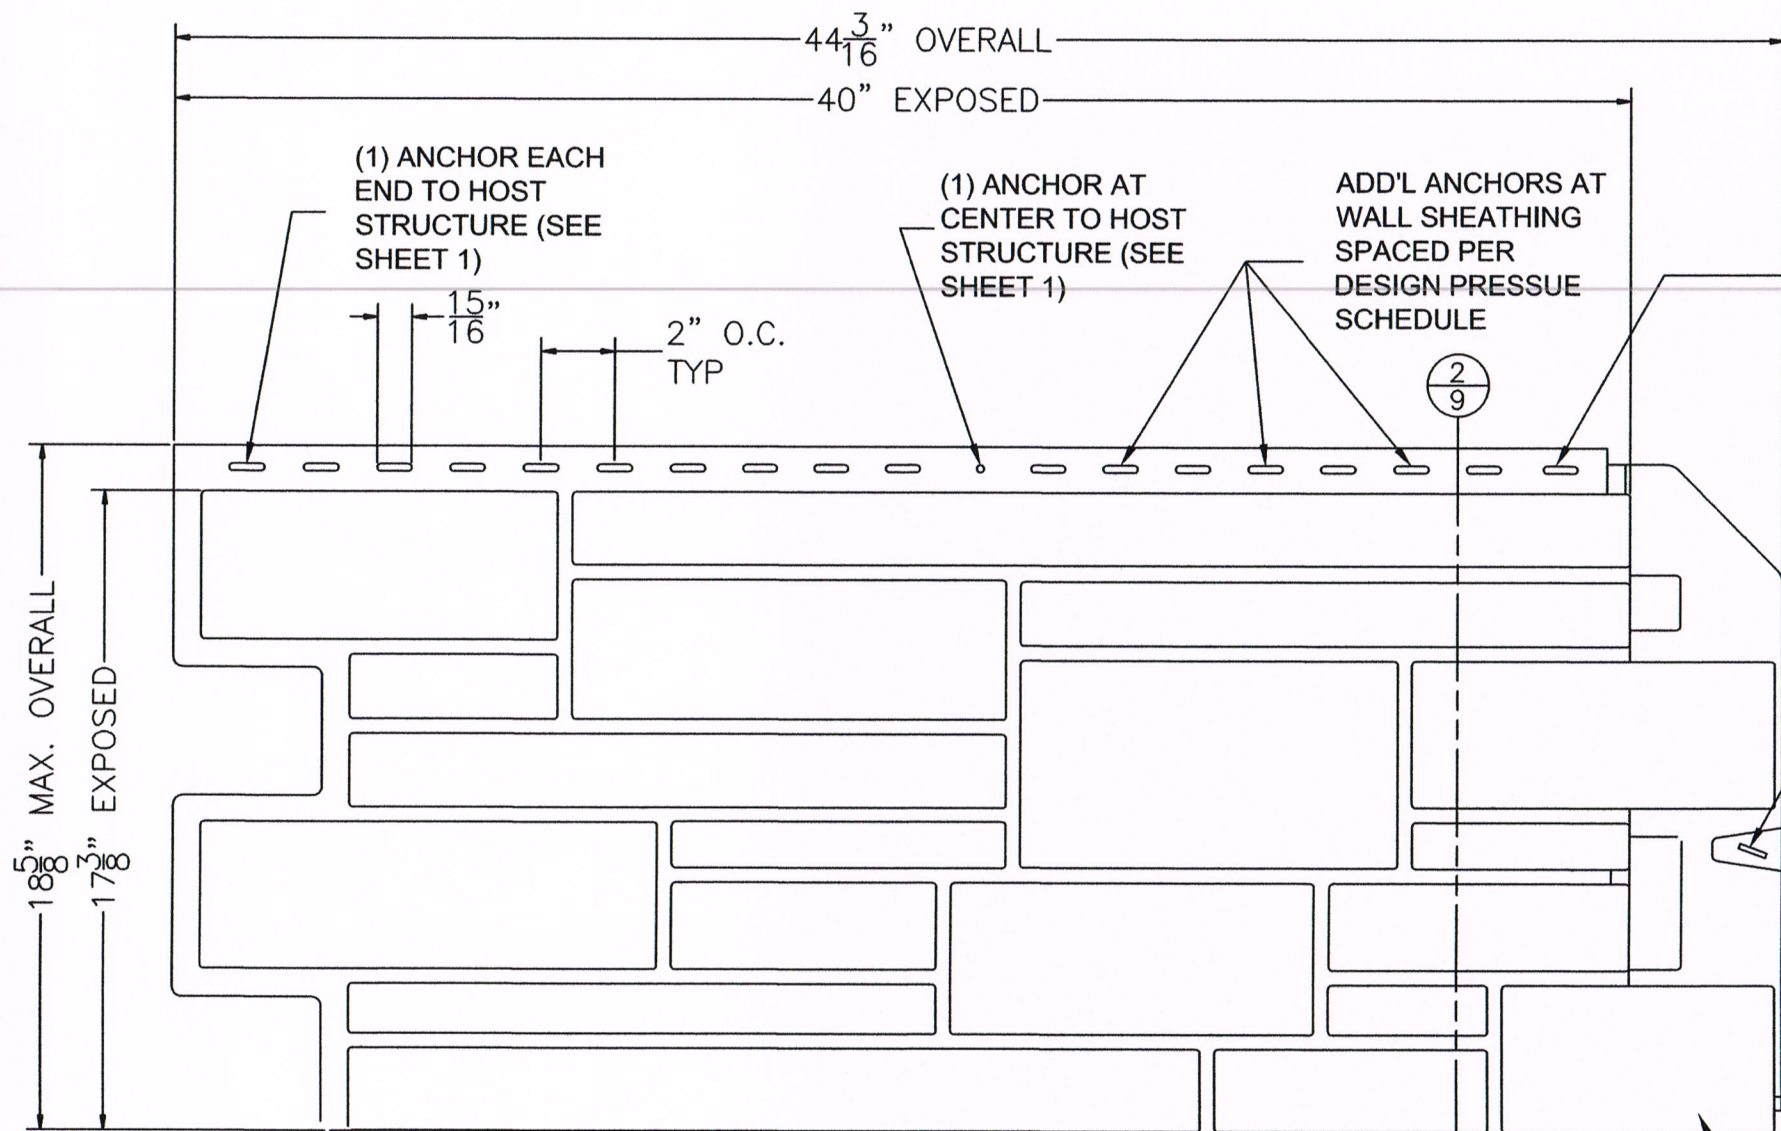 44 3/16" OVERALL
40" EXPOSED
(1) ANCHOR EACH
END TO HOST
STRUCTURE (SEE
SHEET 1)
(1) ANCHOR AT
CENTER TO HOST
STRUCTURE (SEE
SHEET 1)
ADD'L ANCHORS AT
WALL SHEATHING
SPACED PER
DESIGN PRESSUE
SCHEDULE
15/16"
2" O.C.
TYP
2
9
18 5/8" MAX. OVERALL
17 3/8" EXPOSED